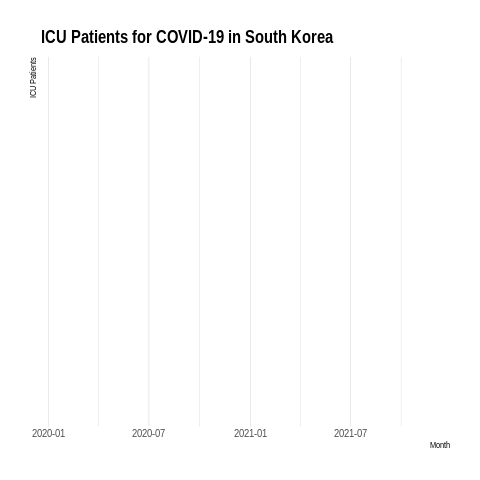 ICU Patients for COVID-19 in South Korea
ICU Patients
2020-01 2020-07 2021-01 2021-07
Month